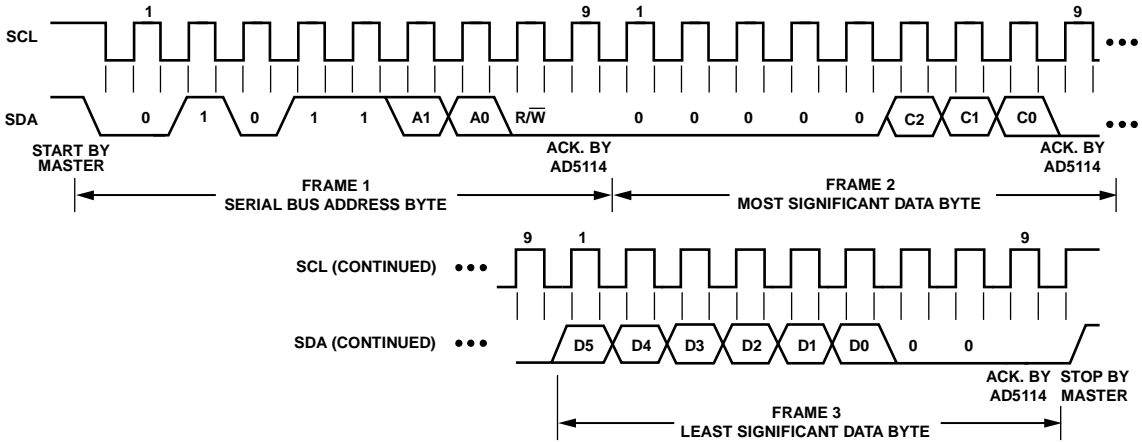 1 9 1 9
SCL
SDA 0 1 0 1 1 A1 A0 R/W̅ 0 0 0 0 0 C2 C1 C0
START BY
MASTER
ACK. BY
AD5114
ACK. BY
AD5114
FRAME 1
SERIAL BUS ADDRESS BYTE
FRAME 2
MOST SIGNIFICANT DATA BYTE
9 1 9
SCL (CONTINUED)
SDA (CONTINUED) D5 D4 D3 D2 D1 D0 0 0
ACK. BY
AD5114
STOP BY
MASTER
FRAME 3
LEAST SIGNIFICANT DATA BYTE